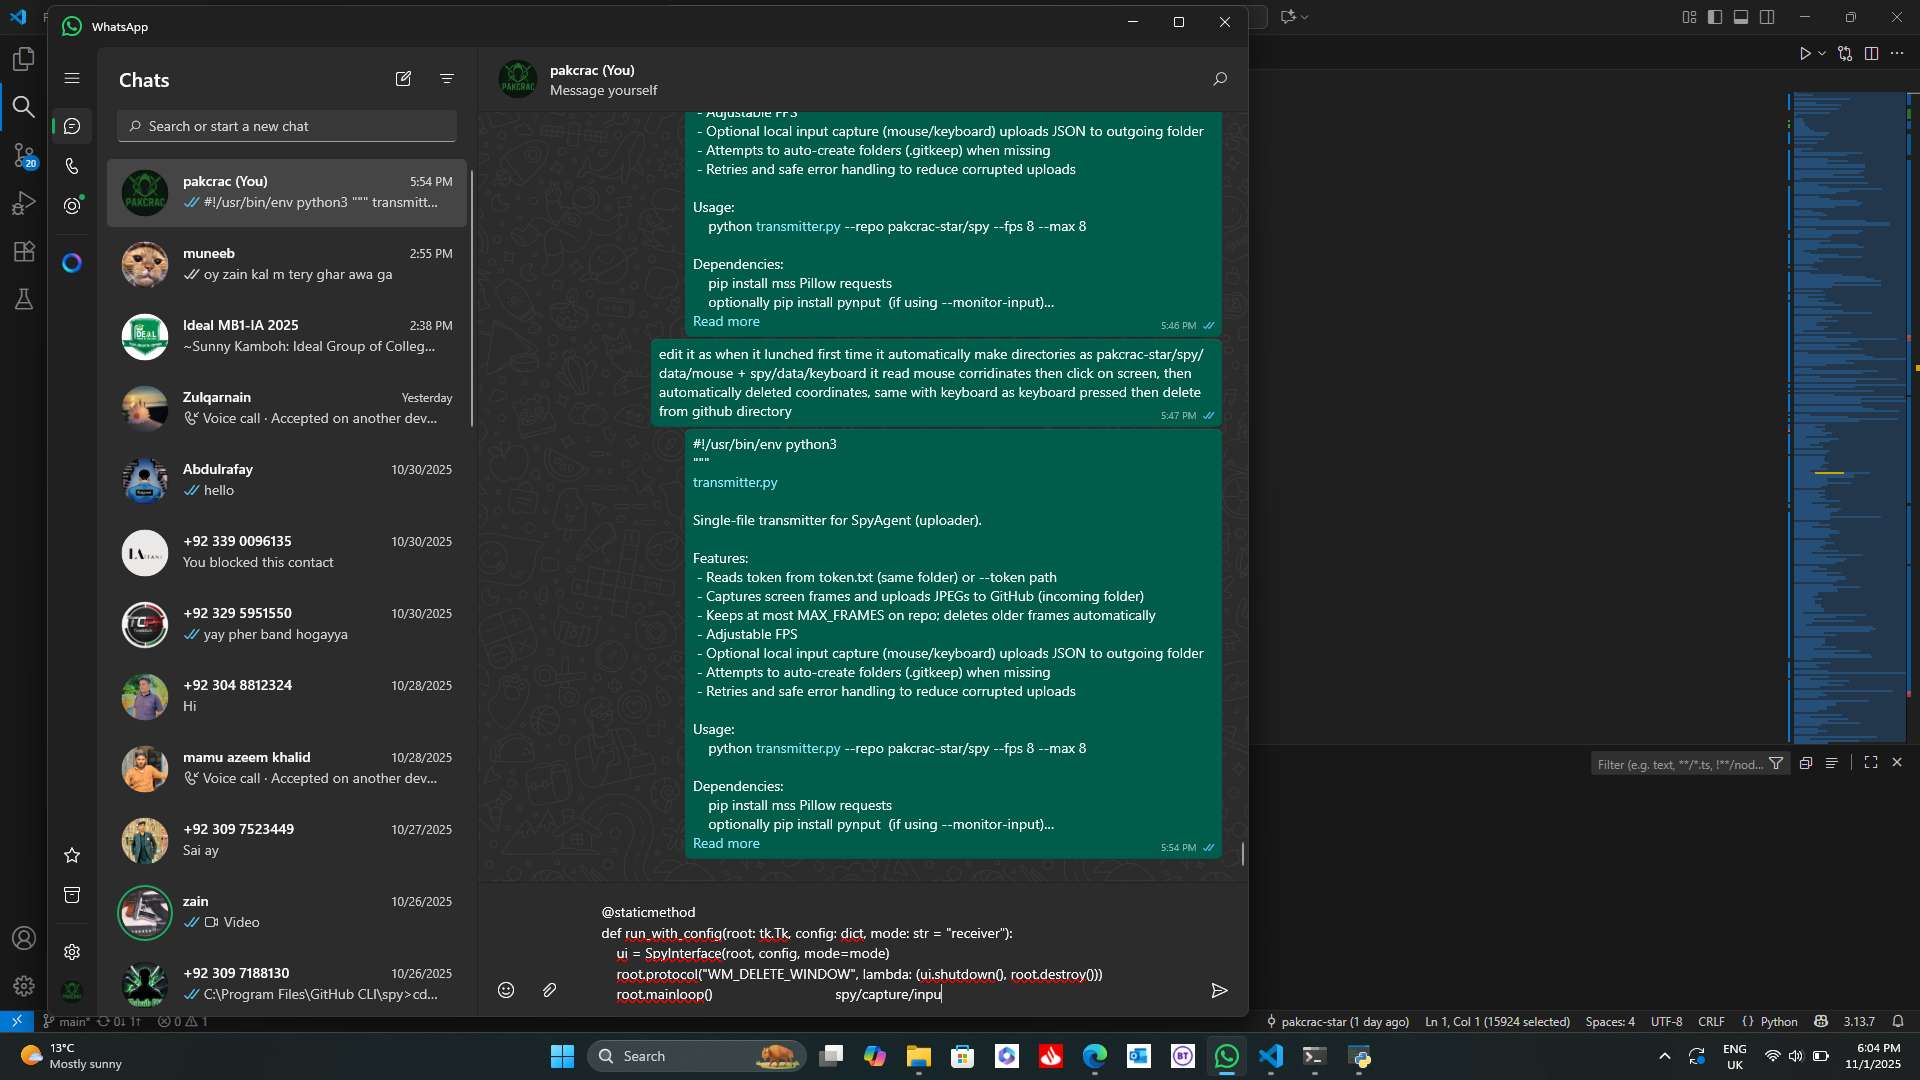 WhatsApp
Chats
Search or start a new chat
pakcrac (You)
5:54 PM
#!/usr/bin/env python3 """ transmitt...
muneeb
2:55 PM
oy zain kal m tery ghar awa ga
Ideal MB1-IA 2025
2:38 PM
~Sunny Kamboh: Ideal Group of Colleg...
Zulqarnain
Yesterday
Voice call · Accepted on another dev...
Abdulrafay
10/30/2025
hello
+92 339 0096135
10/30/2025
You blocked this contact
+92 329 5951550
10/30/2025
yay pher band hogayya
+92 304 8812324
10/28/2025
Hi
mamu azeem khalid
10/28/2025
Voice call · Accepted on another dev...
+92 309 7523449
10/27/2025
Sai ay
zain
10/26/2025
Video
+92 309 7188130
10/26/2025
C:\Program Files\GitHub CLI\spy>cd...
pakcrac (You)
Message yourself
- Adjustable FPS
- Optional local input capture (mouse/keyboard) uploads JSON to outgoing folder
- Attempts to auto-create folders (.gitkeep) when missing
- Retries and safe error handling to reduce corrupted uploads
Usage:
python transmitter.py --repo pakcrac-star/spy --fps 8 --max 8
Dependencies:
pip install mss Pillow requests
optionally pip install pynput (if using --monitor-input)...
Read more
5:46 PM
edit it as when it lunched first time it automatically make directories as pakcrac-star/spy/
data/mouse + spy/data/keyboard it read mouse corridinates then click on screen, then
automatically deleted coordinates, same with keyboard as keyboard pressed then delete
from github directory
5:47 PM
#!/usr/bin/env python3
"""
transmitter.py
Single-file transmitter for SpyAgent (uploader).
Features:
- Reads token from token.txt (same folder) or --token path
- Captures screen frames and uploads JPEGs to GitHub (incoming folder)
- Keeps at most MAX_FRAMES on repo; deletes older frames automatically
- Adjustable FPS
- Optional local input capture (mouse/keyboard) uploads JSON to outgoing folder
- Attempts to auto-create folders (.gitkeep) when missing
- Retries and safe error handling to reduce corrupted uploads
Usage:
python transmitter.py --repo pakcrac-star/spy --fps 8 --max 8
Dependencies:
pip install mss Pillow requests
optionally pip install pynput (if using --monitor-input)...
Read more
5:54 PM
@staticmethod
def run_with_config(root: tk.Tk, config: dict, mode: str = "receiver"):
ui = SpyInterface(root, config, mode=mode)
root.protocol("WM_DELETE_WINDOW", lambda: (ui.shutdown(), root.destroy()))
root.mainloop() spy/capture/inpu
20
Filter (e.g. text, **/*.ts, !**/nod...
main* 0↓ 1↑ 0 1
pakcrac-star (1 day ago) Ln 1, Col 1 (15924 selected) Spaces: 4 UTF-8 CRLF {} Python 3.13.7
13°C
Mostly sunny
Search
BT
ENG
UK
6:04 PM
11/1/2025